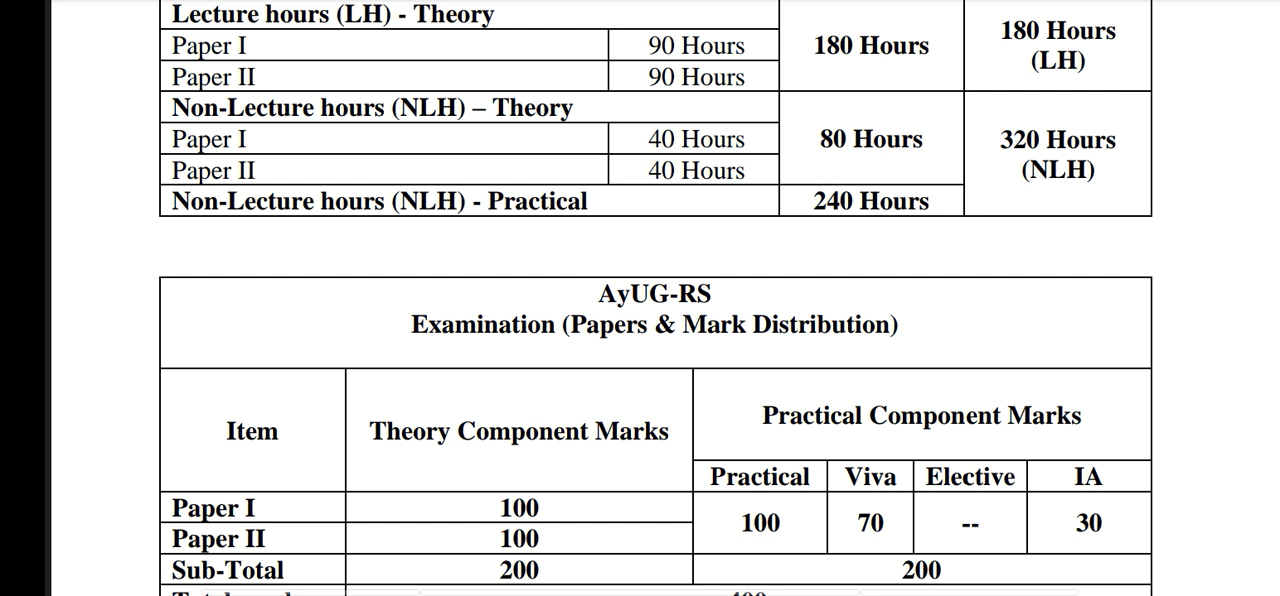 Lecture hours (LH) - Theory
Paper I 90 Hours
Paper II 90 Hours
180 Hours
180 Hours
(LH)
Non-Lecture hours (NLH) – Theory
Paper I 40 Hours
Paper II 40 Hours
80 Hours
320 Hours
(NLH)
Non-Lecture hours (NLH) - Practical 240 Hours
AyUG-RS
Examination (Papers & Mark Distribution)
Item
Theory Component Marks
Practical Component Marks
Practical Viva Elective IA
Paper I 100
Paper II 100
100 70 -- 30
Sub-Total 200 200